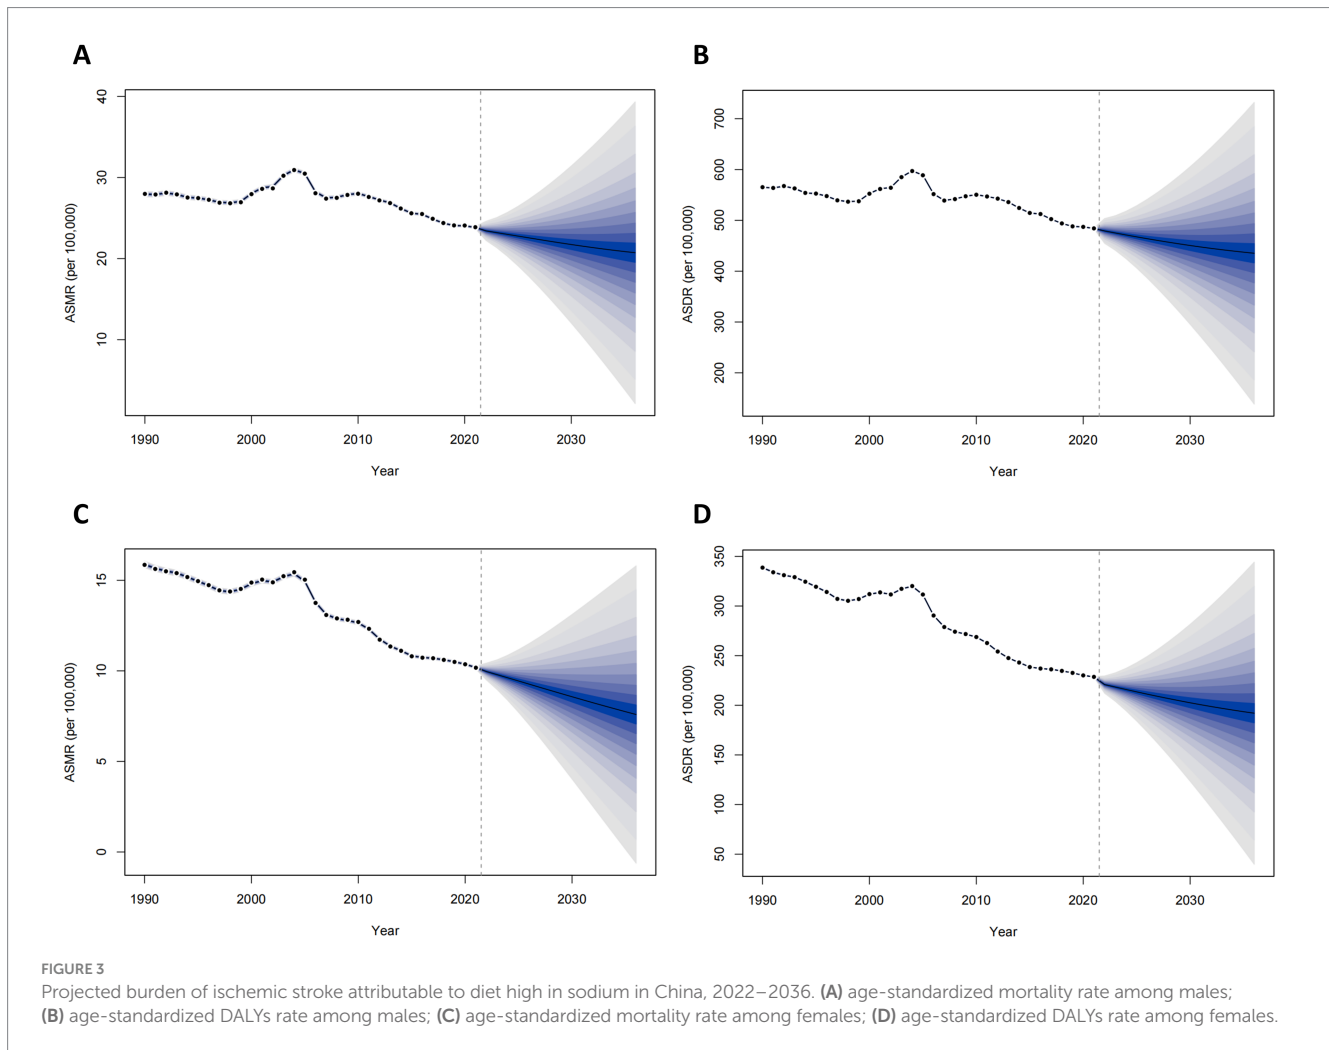 A
B
40
30
20
10
ASMR (per 100,000)
1990
2000
2010
2020
2030
Year
700
600
500
400
300
200
ASDR (per 100,000)
1990
2000
2010
2020
2030
Year
C
D
15
10
5
0
ASMR (per 100,000)
1990
2000
2010
2020
2030
Year
350
300
250
200
150
100
50
ASDR (per 100,000)
1990
2000
2010
2020
2030
Year
FIGURE 3
Projected burden of ischemic stroke attributable to diet high in sodium in China, 2022–2036. (A) age-standardized mortality rate among males;
(B) age-standardized DALYs rate among males; (C) age-standardized mortality rate among females; (D) age-standardized DALYs rate among females.